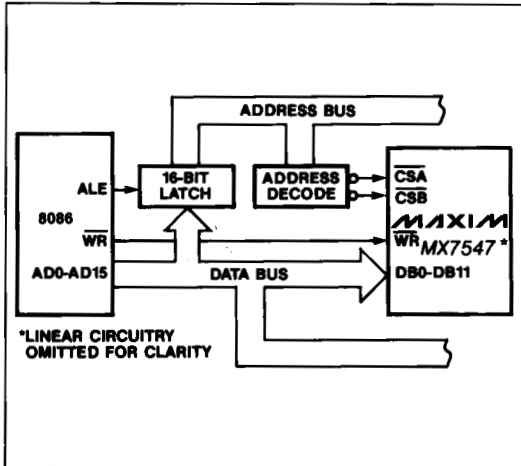 ADDRESS BUS
ALE
16-BIT
LATCH
ADDRESS
DECODE
CSA
CSB
8086
MAXIM
WR
WR
MX7547 *
AD0-AD15
DATA BUS
DB0-DB11
*LINEAR CIRCUITRY
OMITTED FOR CLARITY